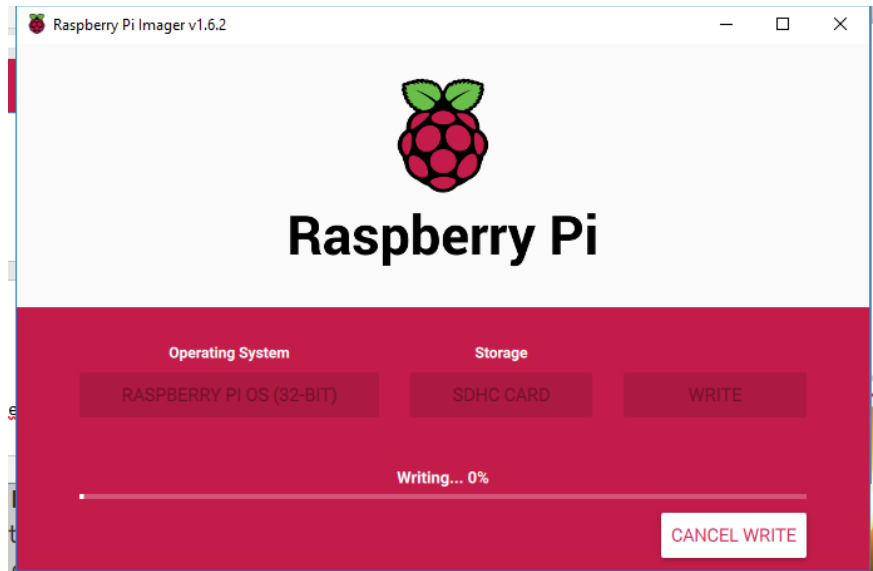 Raspberry Pi Imager v1.6.2
Raspberry Pi
Operating System Storage
RASPBERRY PI OS (32-BIT) SDHC CARD WRITE
Writing... 0%
CANCEL WRITE